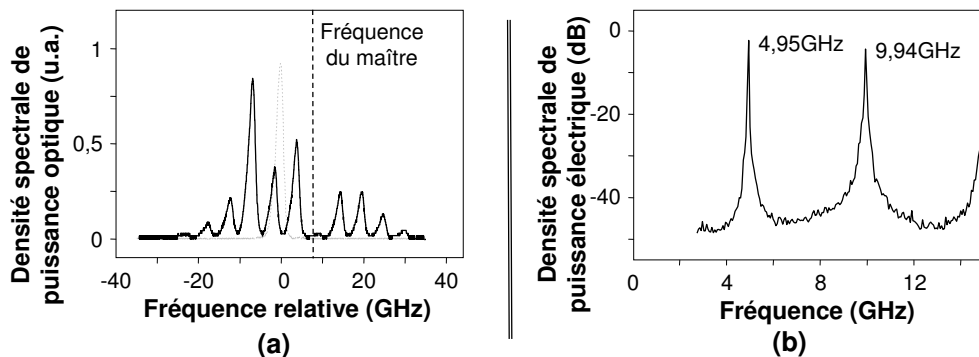 Densité spectrale de
puissance optique (u.a.)
1
0,5
0
Fréquence
du maître
-40
-20
0
20
40
Fréquence relative (GHz)
(a)
Densité spectrale de
puissance électrique (dB)
0
-20
-40
4,95GHz
9,94GHz
0
4
8
12
Fréquence (GHz)
(b)